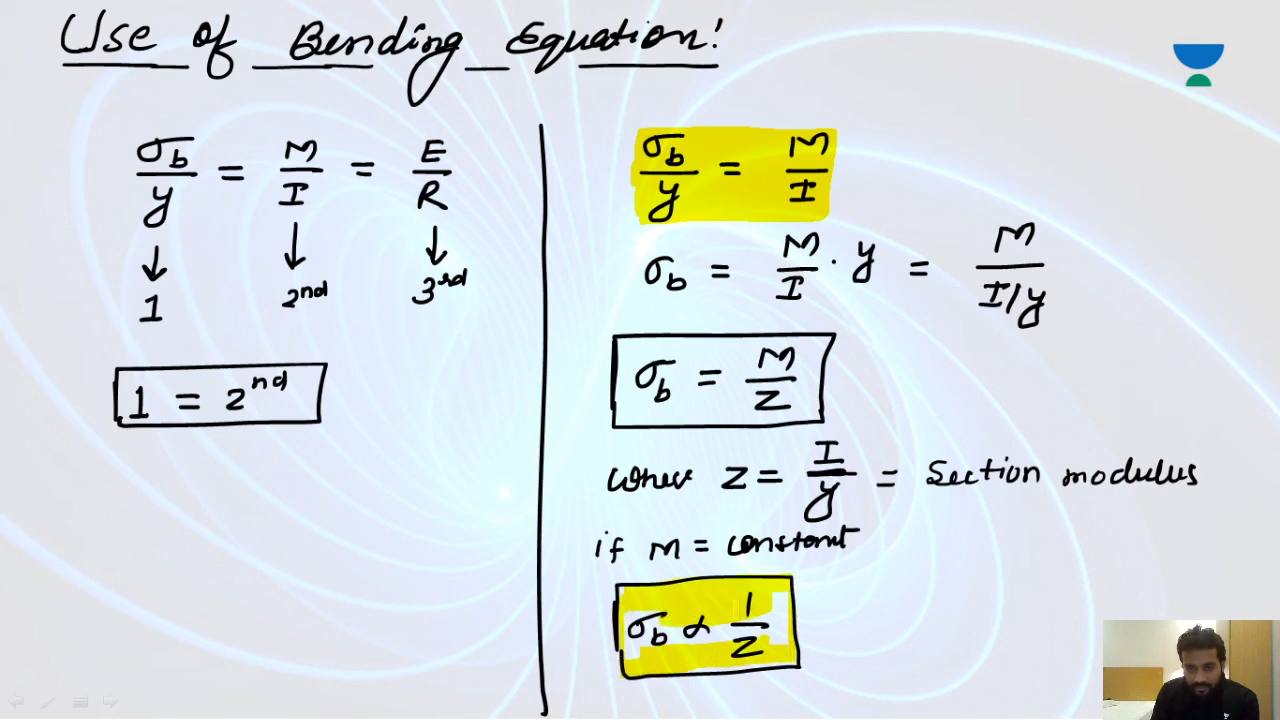 Use of Bending Equation!
σb/y = M/I = E/R
↓ ↓ ↓
1 2nd 3rd
1 = 2nd
σb/y = M/I
σb = M/I · y = M/(I/y)
σb = M/Z
where Z = I/y = Section modulus
if M = constant
σb ∝ 1/Z